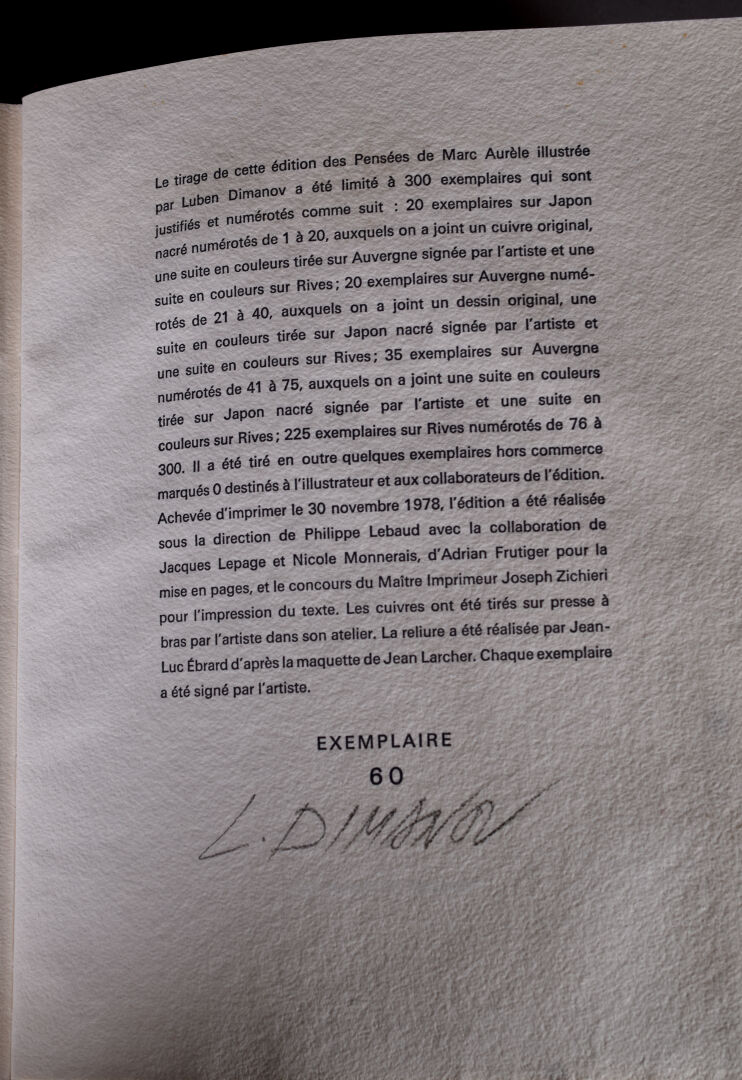 Le tirage de cette édition des Pensées de Marc Aurèle illustrée
par Luben Dimanov a été limité à 300 exemplaires qui sont
justifiés et numérotés comme suit : 20 exemplaires sur Japon
nacré numérotés de 1 à 20, auxquels on a joint un cuivre original,
une suite en couleurs tirée sur Auvergne signée par l'artiste et une
suite en couleurs sur Rives ; 20 exemplaires sur Auvergne numé-
rotés de 21 à 40, auxquels on a joint un dessin original, une
suite en couleurs tirée sur Japon nacré signée par l'artiste et
une suite en couleurs sur Rives ; 35 exemplaires sur Auvergne
numérotés de 41 à 75, auxquels on a joint une suite en couleurs
tirée sur Japon nacré signée par l'artiste et une suite en
couleurs sur Rives ; 225 exemplaires sur Rives numérotés de 76 à
300. Il a été tiré en outre quelques exemplaires hors commerce
marqués 0 destinés à l'illustrateur et aux collaborateurs de l'édition.
Achevée d'imprimer le 30 novembre 1978, l'édition a été réalisée
sous la direction de Philippe Lebaud avec la collaboration de
Jacques Lepage et Nicole Monnerais, d'Adrian Frutiger pour la
mise en pages, et le concours du Maître Imprimeur Joseph Zichieri
pour l'impression du texte. Les cuivres ont été tirés sur presse à
bras par l'artiste dans son atelier. La reliure a été réalisée par Jean-
Luc Ébrard d'après la maquette de Jean Larcher. Chaque exemplaire
a été signé par l'artiste.
EXEMPLAIRE
60
L. DIMANOV